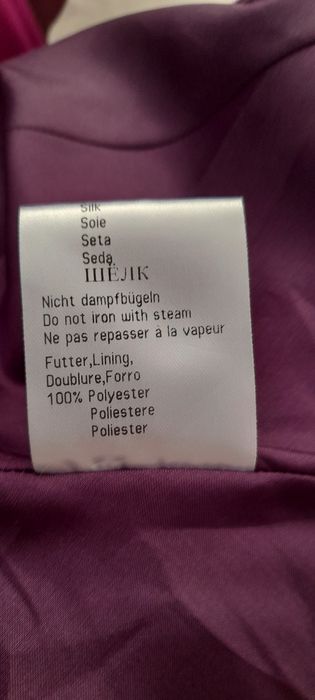 Silk
Soie
Seta
Seda
ШЁЛК
Nicht dampfbügeln
Do not iron with steam
Ne pas repasser à la vapeur
Futter,Lining,
Doublure,Forro
100% Polyester
Poliestere
Poliester